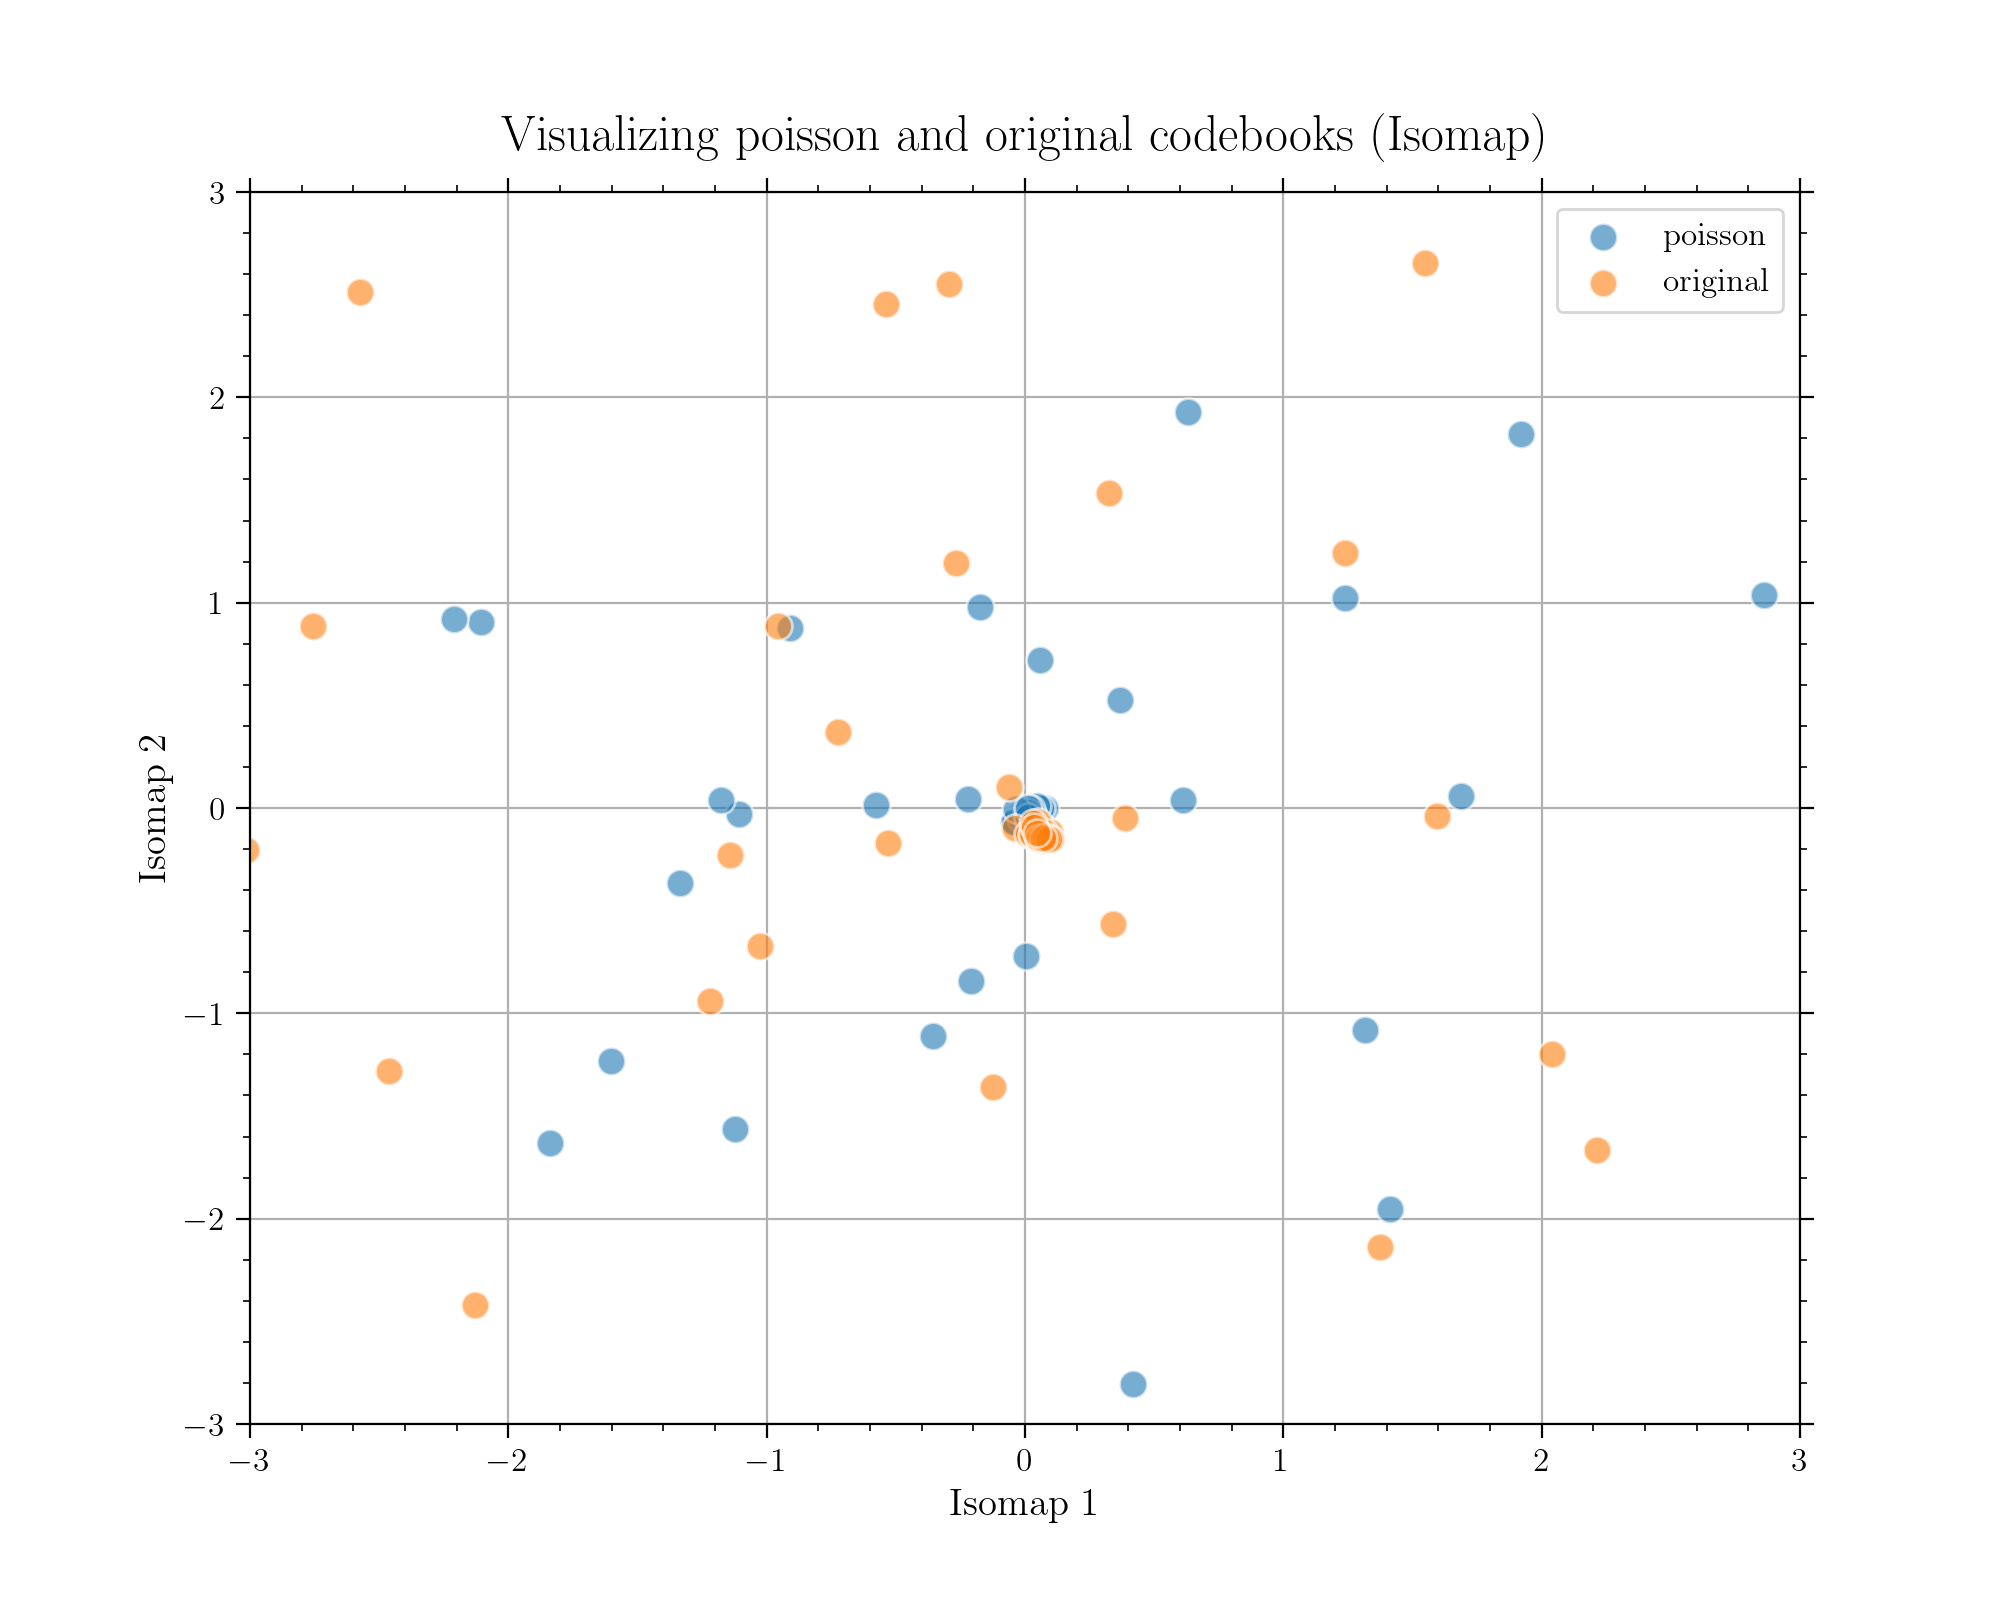 Visualizing poisson and original codebooks (Isomap)
poisson
original
3
2
1
0
−1
−2
−3
Isomap 2
−3
−2
−1
0
1
2
3
Isomap 1